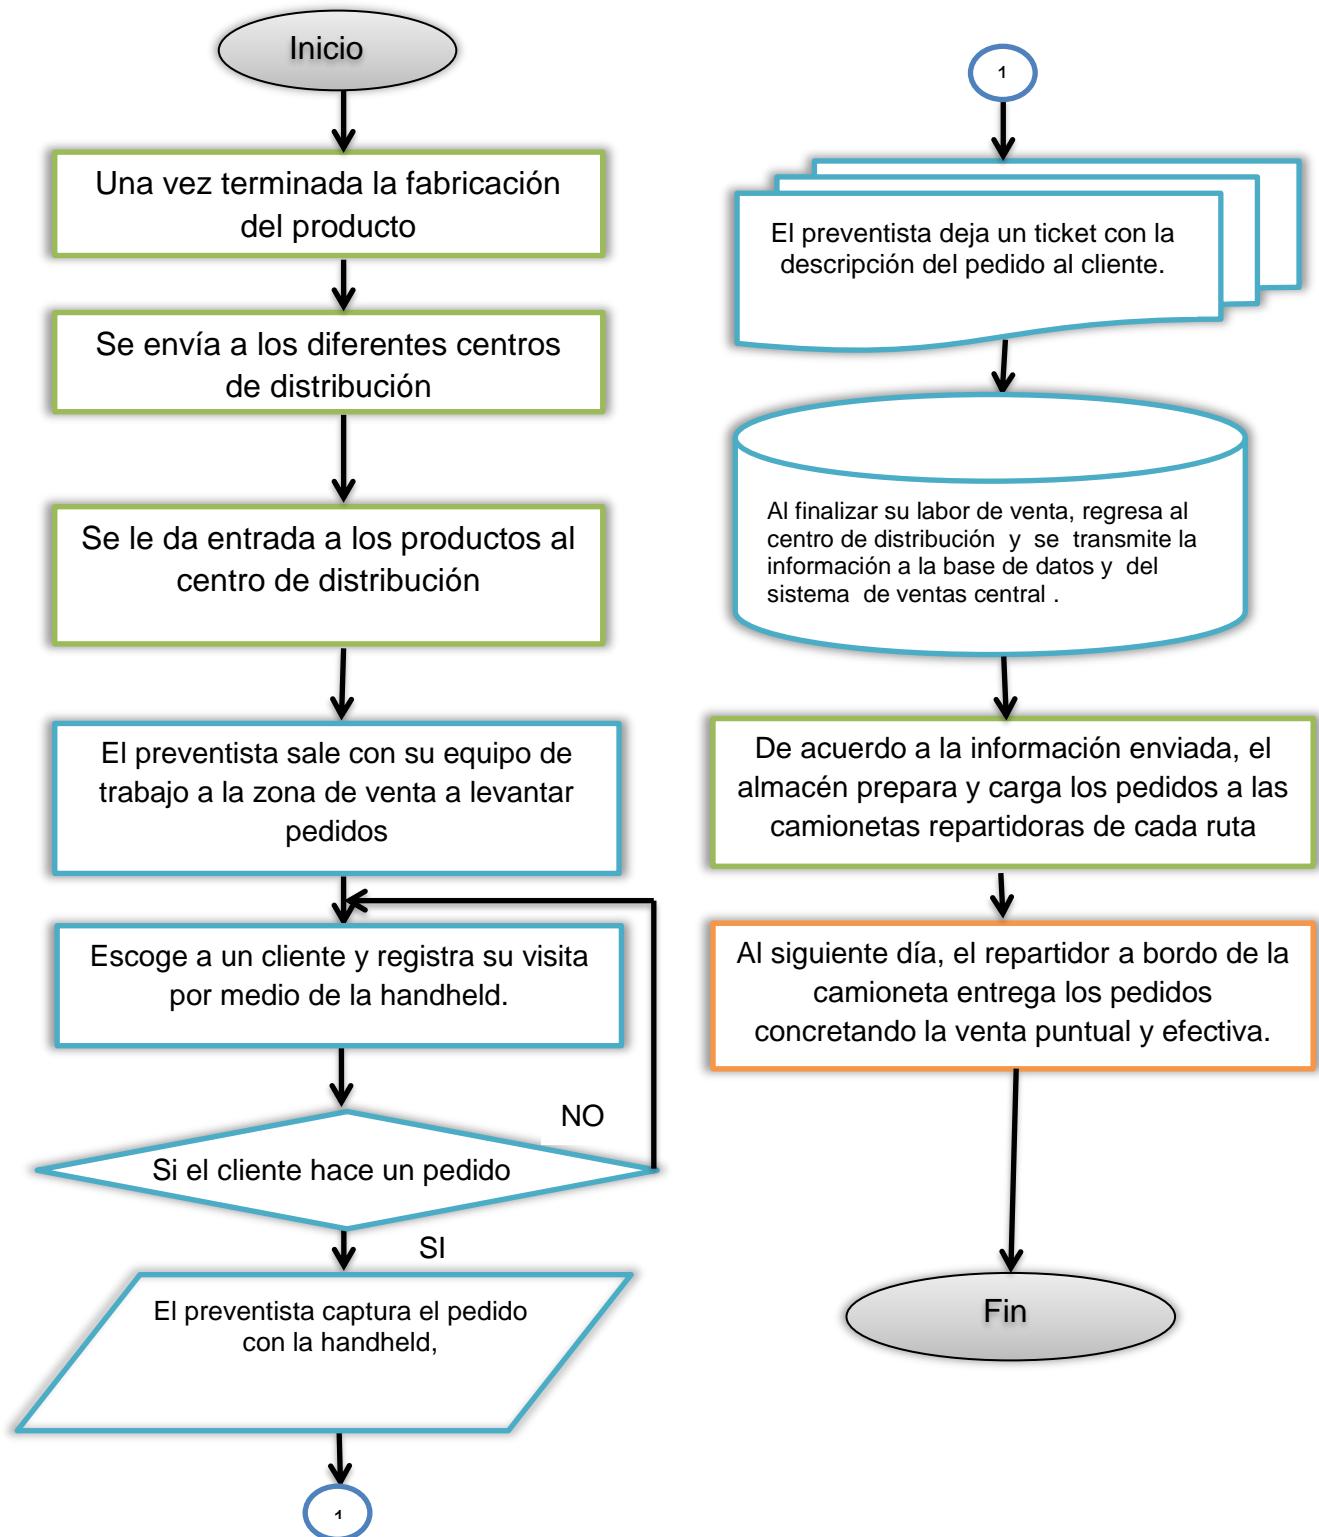 Inicio
Una vez terminada la fabricación
del producto
Se envía a los diferentes centros
de distribución
Se le da entrada a los productos al
centro de distribución
El preventista sale con su equipo de
trabajo a la zona de venta a levantar
pedidos
Escoge a un cliente y registra su visita
por medio de la handheld.
NO
Si el cliente hace un pedido
SI
El preventista captura el pedido
con la handheld,
1
1
El preventista deja un ticket con la
descripción del pedido al cliente.
Al finalizar su labor de venta, regresa al
centro de distribución y se transmite la
información a la base de datos y del
sistema de ventas central .
De acuerdo a la información enviada, el
almacén prepara y carga los pedidos a las
camionetas repartidoras de cada ruta
Al siguiente día, el repartidor a bordo de la
camioneta entrega los pedidos
concretando la venta puntual y efectiva.
Fin